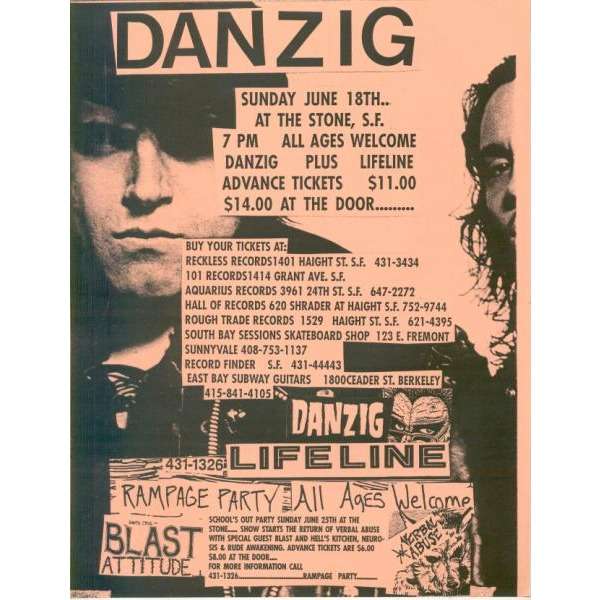 DANZIG
SUNDAY JUNE 18TH..
AT THE STONE, S.F.
7 PM ALL AGES WELCOME
DANZIG PLUS LIFELINE
ADVANCE TICKETS $11.00
$14.00 AT THE DOOR.........
BUY YOUR TICKETS AT:
RECKLESS RECORDS1401 HAIGHT ST. S.F. 431-3434
101 RECORDS1414 GRANT AVE. S.F.
AQUARIUS RECORDS 3961 24TH ST. S.F. 647-2272
HALL OF RECORDS 620 SHRADER AT HAIGHT S.F. 752-9744
ROUGH TRADE RECORDS 1529 HAIGHT ST. S.F. 621-4395
SOUTH BAY SESSIONS SKATEBOARD SHOP 123 E. FREMONT
SUNNYVALE 408-753-1137
RECORD FINDER S.F. 431-44443
EAST BAY SUBWAY GUITARS 1800CEADER ST. BERKELEY
415-841-4105
DANZIG
431-1326
LIFELINE
RAMPAGE PARTY All Ages Welcome
BLAST
ATTITUDE
SCHOOL'S OUT PARTY SUNDAY JUNE 25TH AT THE
STONE..... SHOW STARTS THE RETURN OF VERBAL ABUSE
WITH SPECIAL GUEST BLAST AND HELL'S KITCHEN, NEURO-
SIS & RUDE AWAKENING. ADVANCE TICKETS ARE $6.00
$8.00 AT THE DOOR....
FOR MORE INFORMATION CALL
431-1326......................RAMPAGE PARTY......
VERBAL
ABUSE